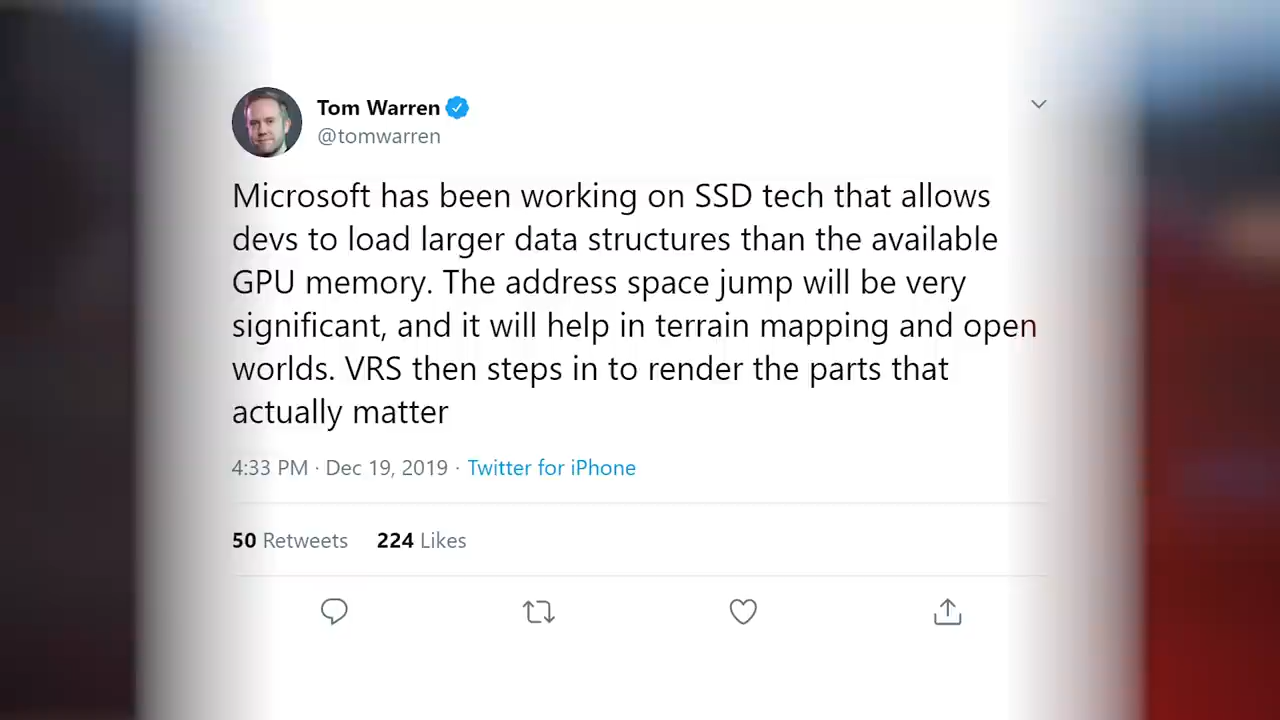 Tom Warren
@tomwarren
Microsoft has been working on SSD tech that allows
devs to load larger data structures than the available
GPU memory. The address space jump will be very
significant, and it will help in terrain mapping and open
worlds. VRS then steps in to render the parts that
actually matter
4:33 PM · Dec 19, 2019 · Twitter for iPhone
50 Retweets 224 Likes